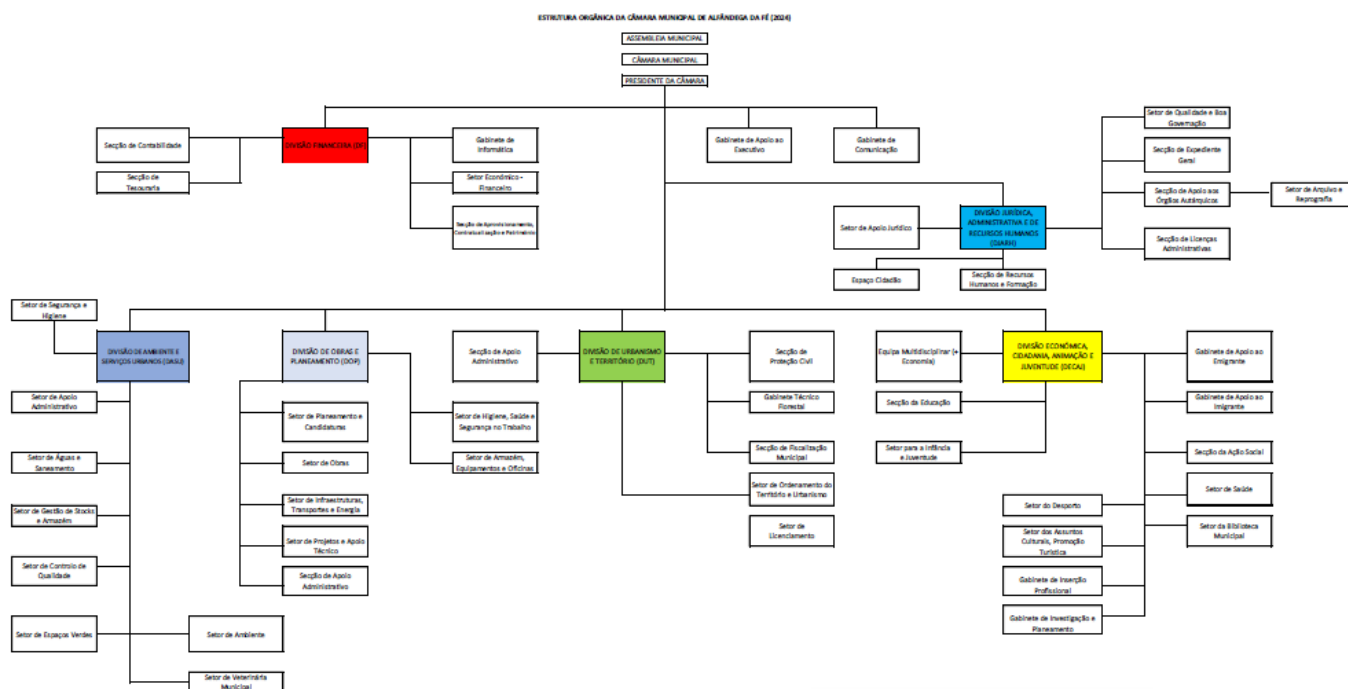 ESTRUTURA ORGÂNICA DA CÂMARA MUNICIPAL DE ALFÂNDEGA DA FÉ (2024)
ASSEMBLEIA MUNICIPAL
CÂMARA MUNICIPAL
PRESIDENTE DA CÂMARA
Secção de Contabilidade
DIVISÃO FINANCEIRA (DF)
Gabinete de
Informática
Gabinete de Apoio ao
Executivo
Gabinete de
Comunicação
Setor de Qualidade e Boa
Governação
Secção de Expediente
Geral
Secção de
Tesouraria
Setor Económico -
Financeiro
Secção de Apoio aos
Órgãos Autárquicos
Setor de Arquivo e
Reprografia
Secção de Aprovisionamento,
Contratualização e Património
Setor de Apoio Jurídico
DIVISÃO JURÍDICA,
ADMINISTRATIVA E DE
RECURSOS HUMANOS
(DJARH)
Secção de Licenças
Administrativas
Espaço Cidadão
Secção de Recursos
Humanos e Formação
Setor de Segurança e
Higiene
DIVISÃO DE AMBIENTE E
SERVIÇOS URBANOS (DASU)
DIVISÃO DE OBRAS E
PLANEAMENTO (DOP)
Secção de Apoio
Administrativo
DIVISÃO DE URBANISMO
E TERRITÓRIO (DUT)
Secção de
Proteção Civil
Equipa Multidisciplinar (+
Economia)
DIVISÃO ECONÓMICA,
CIDADANIA, ANIMAÇÃO E
JUVENTUDE (DECAJ)
Gabinete de Apoio ao
Emigrante
Setor de Apoio
Administrativo
Setor de Planeamento e
Candidaturas
Setor de Higiene, Saúde e
Segurança no Trabalho
Gabinete Técnico
Florestal
Secção da Educação
Gabinete de Apoio ao
Imigrante
Setor de Águas e
Saneamento
Setor de Obras
Setor de Armazém,
Equipamentos e Oficinas
Secção de Fiscalização
Municipal
Setor para a Infância
e Juventude
Secção da Ação Social
Setor de Gestão de Stocks
e Armazém
Setor de Infraestruturas,
Transportes e Energia
Setor de Ordenamento do
Território e Urbanismo
Setor do Desporto
Setor de Saúde
Setor de Projetos e Apoio
Técnico
Setor de
Licenciamento
Setor dos Assuntos
Culturais, Promoção
Turística
Setor da Biblioteca
Municipal
Setor de Controlo de
Qualidade
Secção de Apoio
Administrativo
Gabinete de Inserção
Profissional
Setor de Espaços Verdes
Setor de Ambiente
Gabinete de Investigação e
Planeamento
Setor de Veterinária
Municipal